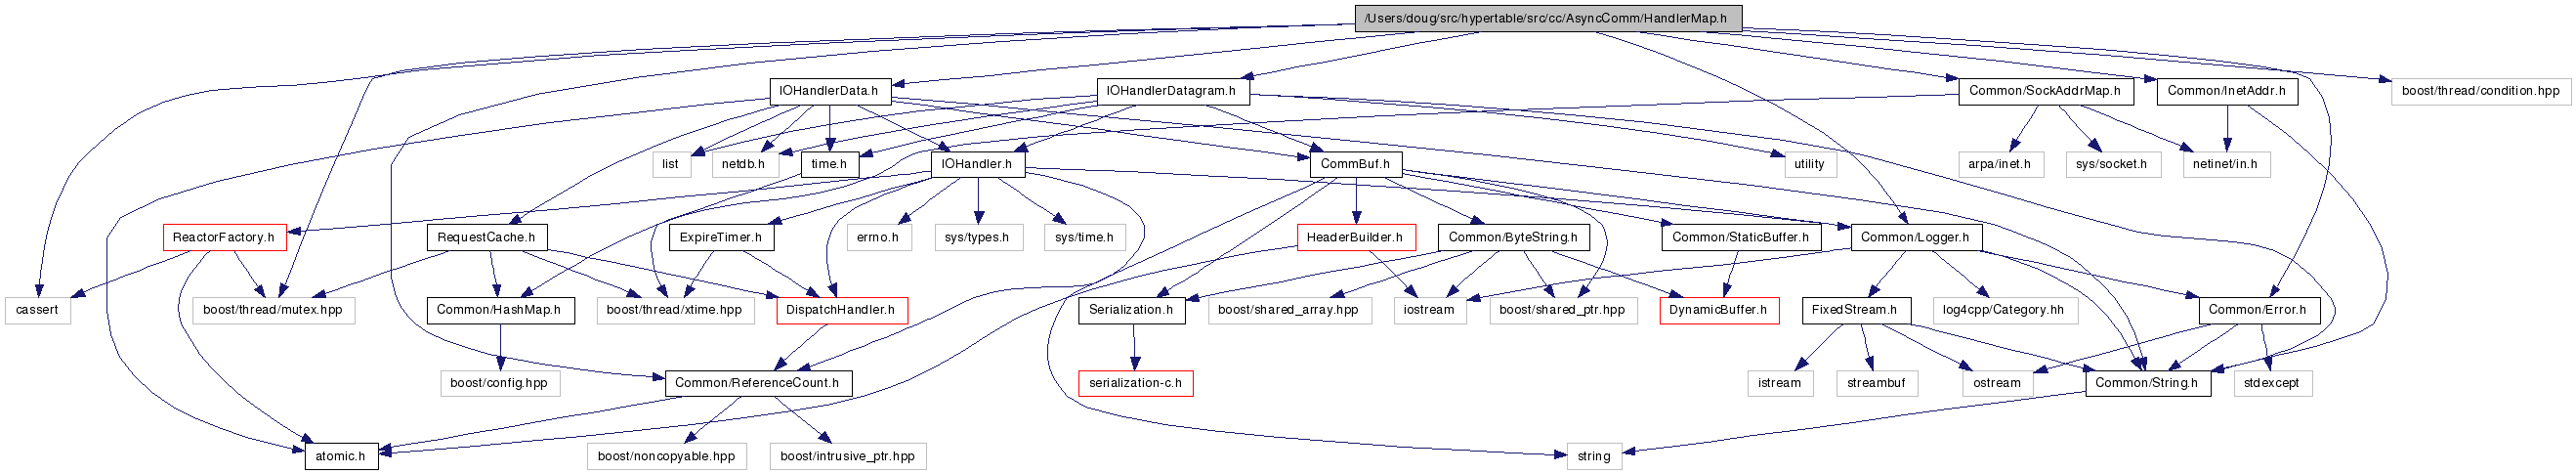 /Users/doug/src/hypertable/src/cc/AsyncComm/HandlerMap.h
IOHandlerData.h
IOHandlerDatagram.h
Common/SockAddrMap.h
Common/InetAddr.h
boost/thread/condition.hpp
list
netdb.h
time.h
IOHandler.h
CommBuf.h
utility
arpa/inet.h
sys/socket.h
netinet/in.h
ReactorFactory.h
RequestCache.h
ExpireTimer.h
errno.h
sys/types.h
sys/time.h
HeaderBuilder.h
Common/ByteString.h
Common/StaticBuffer.h
Common/Logger.h
cassert
boost/thread/mutex.hpp
Common/HashMap.h
boost/thread/xtime.hpp
DispatchHandler.h
Serialization.h
boost/shared_array.hpp
iostream
boost/shared_ptr.hpp
DynamicBuffer.h
FixedStream.h
log4cpp/Category.hh
Common/Error.h
boost/config.hpp
Common/ReferenceCount.h
serialization-c.h
istream
streambuf
ostream
Common/String.h
stdexcept
atomic.h
boost/noncopyable.hpp
boost/intrusive_ptr.hpp
string